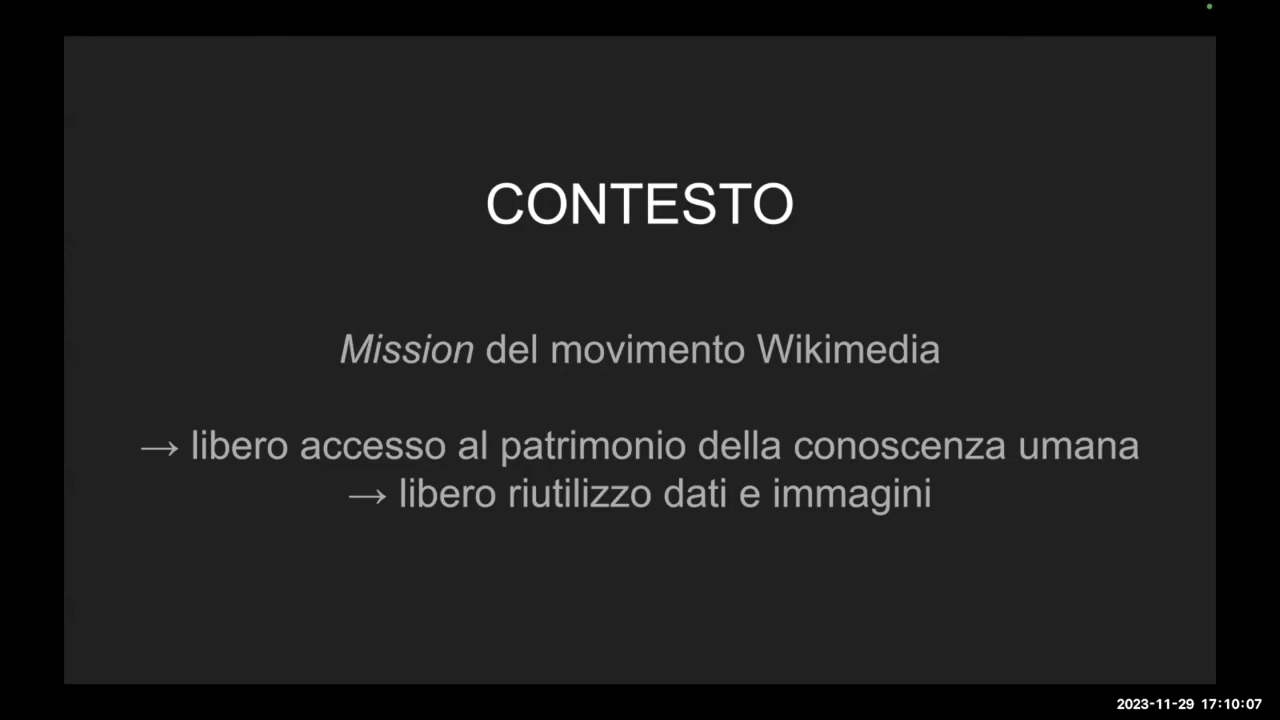 CONTESTO
Mission del movimento Wikimedia
→ libero accesso al patrimonio della conoscenza umana
→ libero riutilizzo dati e immagini
2023-11-29 17:10:07